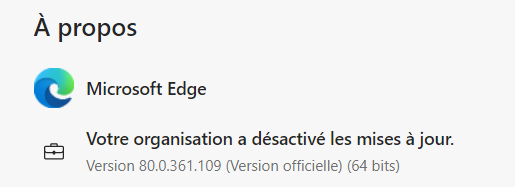 À propos
Microsoft Edge
Votre organisation a désactivé les mises à jour.
Version 80.0.361.109 (Version officielle) (64 bits)